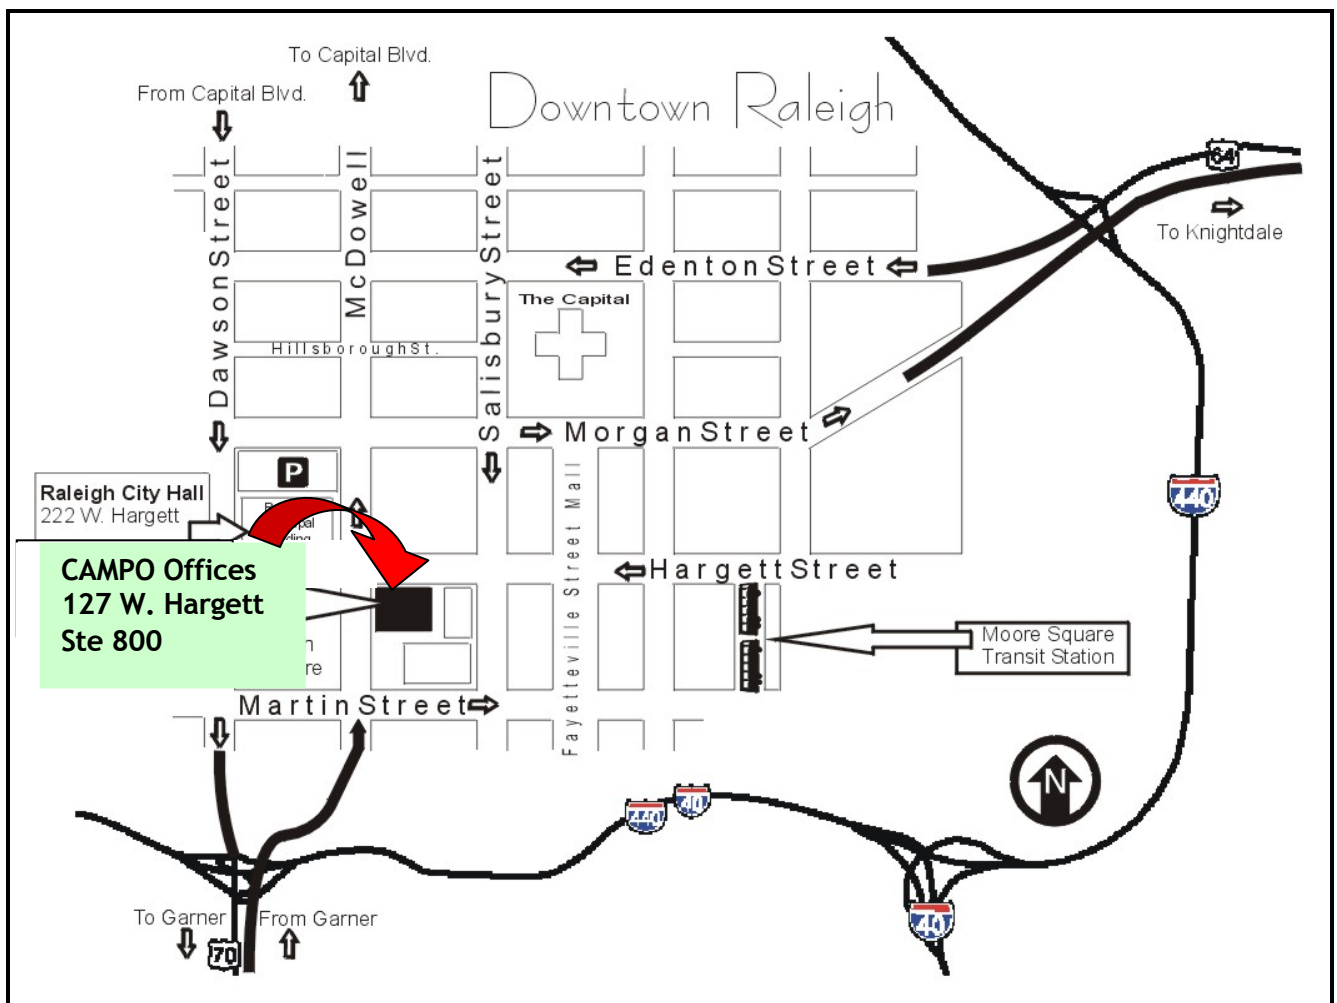 To Capital Blvd.
From Capital Blvd.
Downtown Raleigh
64
To Knightdale
Dawson Street
McDowell
Salisbury Street
Edenton Street
The Capital
Hillsborough St.
Morgan Street
P
Raleigh City Hall
222 W. Hargett
440
Fayetteville Street Mall
Hargett Street
CAMPO Offices
127 W. Hargett
Ste 800
Moore Square
Transit Station
Martin Street
N
440
40
40
To Garner
From Garner
70